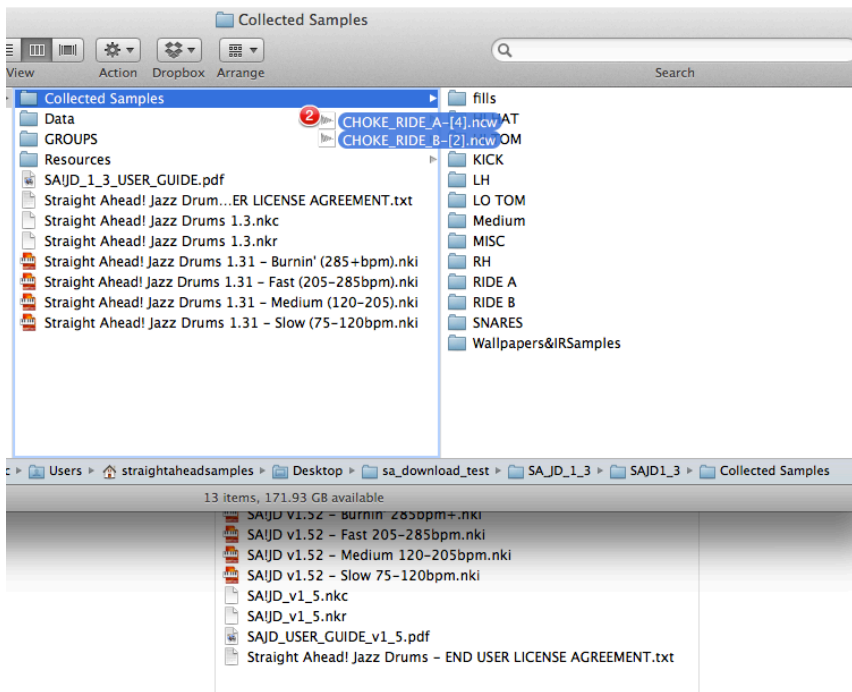 Collected Samples
View Action Dropbox Arrange Search
Collected Samples
Data
GROUPS
Resources
SA!JD_1_3_USER_GUIDE.pdf
Straight Ahead! Jazz Drum...ER LICENSE AGREEMENT.txt
Straight Ahead! Jazz Drums 1.3.nkc
Straight Ahead! Jazz Drums 1.3.nkr
Straight Ahead! Jazz Drums 1.31 – Burnin' (285+bpm).nki
Straight Ahead! Jazz Drums 1.31 – Fast (205-285bpm).nki
Straight Ahead! Jazz Drums 1.31 – Medium (120-205).nki
Straight Ahead! Jazz Drums 1.31 – Slow (75-120bpm.nki
2
CHOKE_RIDE_A-[4].ncw
CHOKE_RIDE_B-[2].ncw
fills
KICK
LH
LO TOM
Medium
MISC
RH
RIDE A
RIDE B
SNARES
Wallpapers&IRSamples
c Users straightaheadsamples Desktop sa_download_test SA_JD_1_3 SAJD1_3 Collected Samples
13 items, 171.93 GB available
SA!JD v1.52 – Burnin' 285bpm+.nki
SA!JD v1.52 – Fast 205-285bpm.nki
SA!JD v1.52 – Medium 120-205bpm.nki
SA!JD v1.52 – Slow 75-120bpm.nki
SA!JD_v1_5.nkc
SA!JD_v1_5.nkr
SAJD_USER_GUIDE_v1_5.pdf
Straight Ahead! Jazz Drums – END USER LICENSE AGREEMENT.txt